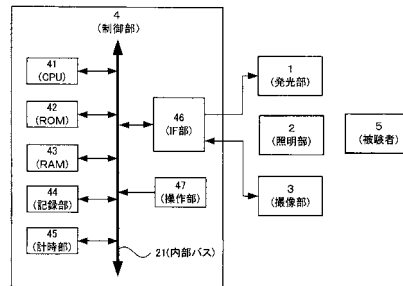 4
(制御部)
41
(CPU)
42
(ROM)
43
(RAM)
44
(記録部)
45
(計時部)
46
(IF部)
47
(操作部)
21(内部バス)
1
(発光部)
2
(照明部)
3
(撮像部)
5
(被験者)